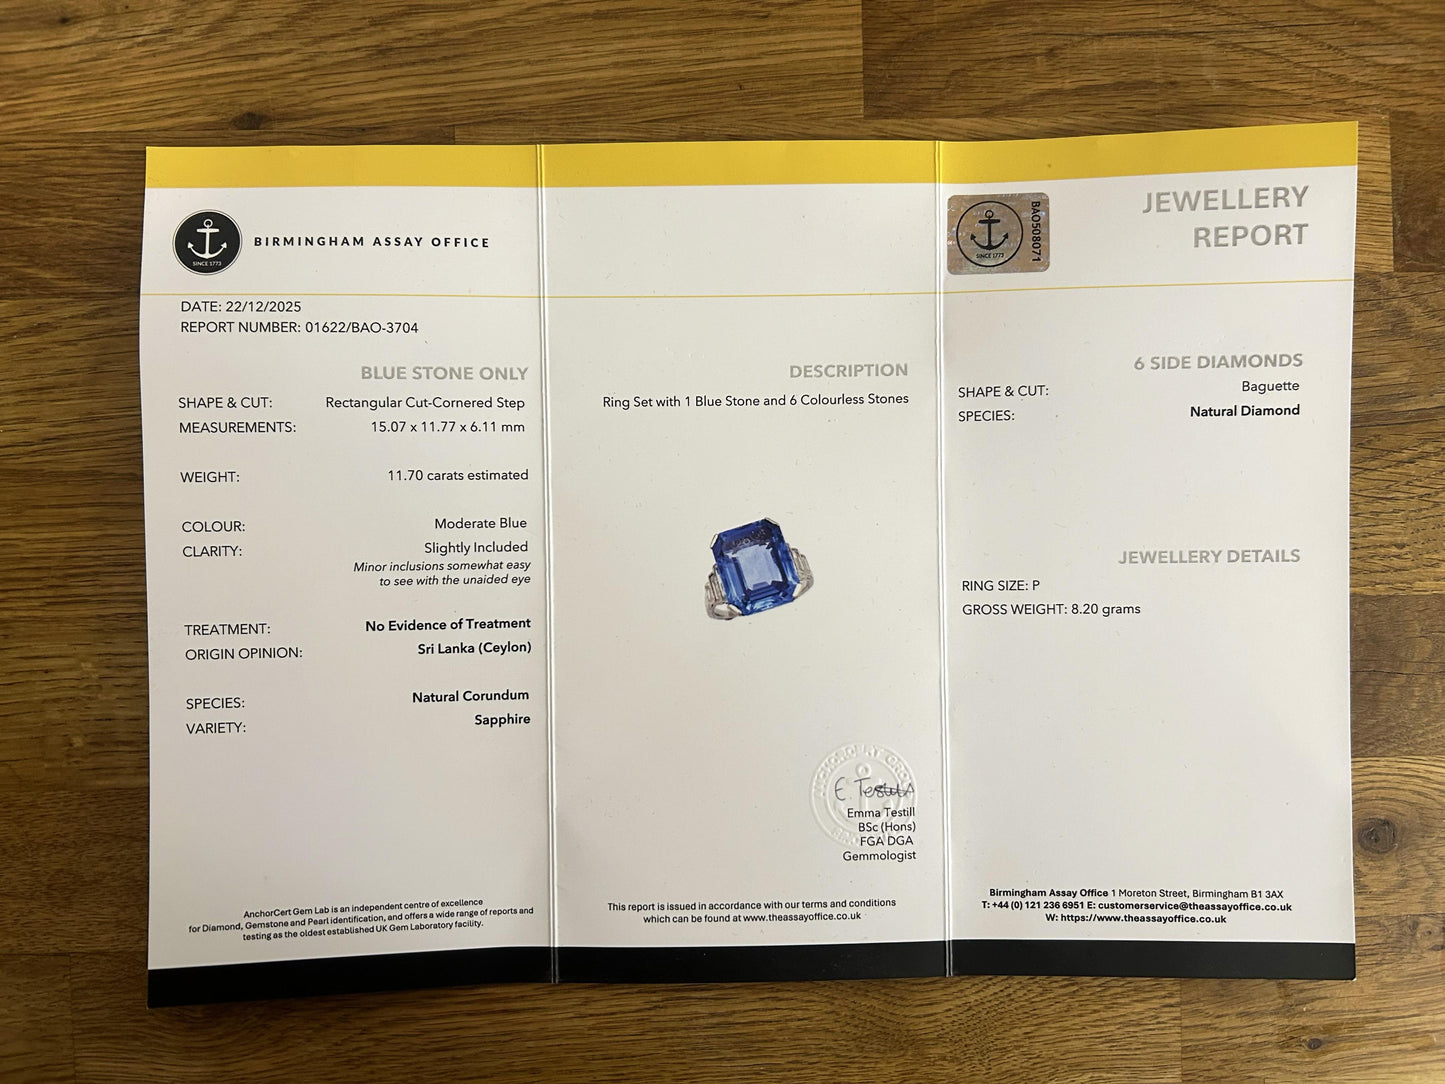 SINCE 1773
BIRMINGHAM ASSAY OFFICE
DATE: 22/12/2025
REPORT NUMBER: 01622/BAO-3704
BLUE STONE ONLY
SHAPE & CUT: Rectangular Cut-Cornered Step
MEASUREMENTS: 15.07 x 11.77 x 6.11 mm
WEIGHT: 11.70 carats estimated
COLOUR: Moderate Blue
CLARITY: Slightly Included
Minor inclusions somewhat easy
to see with the unaided eye
TREATMENT: No Evidence of Treatment
ORIGIN OPINION: Sri Lanka (Ceylon)
SPECIES: Natural Corundum
VARIETY: Sapphire
AnchorCert Gem Lab is an independent centre of excellence
for Diamond, Gemstone and Pearl identification, and offers a wide range of reports and
testing as the oldest established UK Gem Laboratory facility.
DESCRIPTION
Ring Set with 1 Blue Stone and 6 Colourless Stones
E. Testill
Emma Testill
BSc (Hons)
FGA DGA
Gemmologist
This report is issued in accordance with our terms and conditions
which can be found at www.theassayoffice.co.uk
SINCE 1773
BAO508071
JEWELLERY
REPORT
6 SIDE DIAMONDS
SHAPE & CUT: Baguette
SPECIES: Natural Diamond
JEWELLERY DETAILS
RING SIZE: P
GROSS WEIGHT: 8.20 grams
Birmingham Assay Office 1 Moreton Street, Birmingham B1 3AX
T: +44 (0) 121 236 6951 E: customerservice@theassayoffice.co.uk
W: https://www.theassayoffice.co.uk